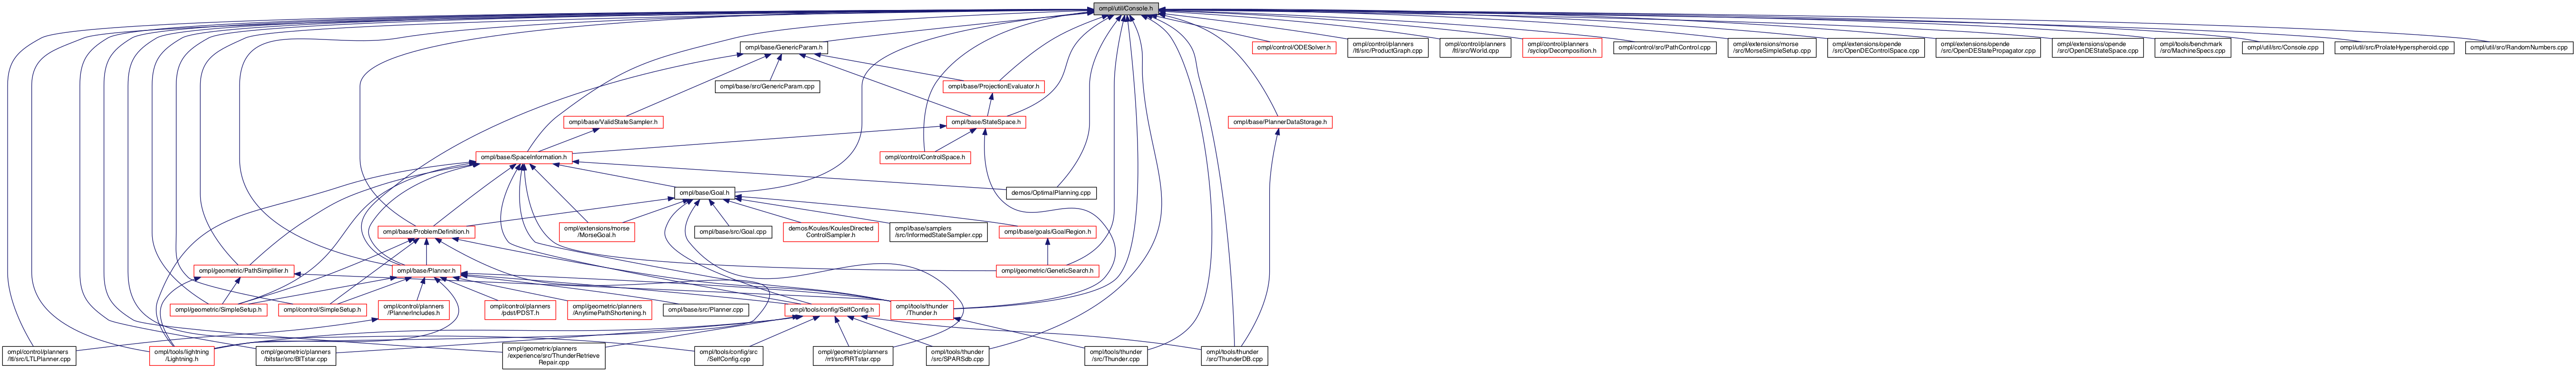 ompl/util/Console.h
ompl/base/GenericParam.h
ompl/control/ODESolver.h
ompl/control/planners
/ltl/src/ProductGraph.cpp
ompl/control/planners
/ltl/src/World.cpp
ompl/control/planners
/syclop/Decomposition.h
ompl/control/src/PathControl.cpp
ompl/extensions/morse
/src/MorseSimpleSetup.cpp
ompl/extensions/opende
/src/OpenDEControlSpace.cpp
ompl/extensions/opende
/src/OpenDEStatePropagator.cpp
ompl/extensions/opende
/src/OpenDEStateSpace.cpp
ompl/tools/benchmark
/src/MachineSpecs.cpp
ompl/util/src/Console.cpp
ompl/util/src/ProlateHyperspheroid.cpp
ompl/util/src/RandomNumbers.cpp
ompl/base/src/GenericParam.cpp
ompl/base/ProjectionEvaluator.h
ompl/base/ValidStateSampler.h
ompl/base/StateSpace.h
ompl/base/PlannerDataStorage.h
ompl/base/SpaceInformation.h
ompl/control/ControlSpace.h
ompl/base/Goal.h
demos/OptimalPlanning.cpp
ompl/base/ProblemDefinition.h
ompl/extensions/morse
/MorseGoal.h
ompl/base/src/Goal.cpp
demos/Koules/KoulesDirected
ControlSampler.h
ompl/base/samplers
/src/InformedStateSampler.cpp
ompl/base/goals/GoalRegion.h
ompl/geometric/PathSimplifier.h
ompl/base/Planner.h
ompl/geometric/GeneticSearch.h
ompl/geometric/SimpleSetup.h
ompl/control/SimpleSetup.h
ompl/control/planners
/PlannerIncludes.h
ompl/control/planners
/pdst/PDST.h
ompl/geometric/planners
/AnytimePathShortening.h
ompl/base/src/Planner.cpp
ompl/tools/config/SelfConfig.h
ompl/tools/thunder
/Thunder.h
ompl/control/planners
/ltl/src/LTLPlanner.cpp
ompl/tools/lightning
/Lightning.h
ompl/geometric/planners
/bitstar/src/BITstar.cpp
ompl/geometric/planners
/experience/src/ThunderRetrieve
Repair.cpp
ompl/tools/config/src
/SelfConfig.cpp
ompl/geometric/planners
/rrt/src/RRTstar.cpp
ompl/tools/thunder
/src/SPARSdb.cpp
ompl/tools/thunder
/src/Thunder.cpp
ompl/tools/thunder
/src/ThunderDB.cpp